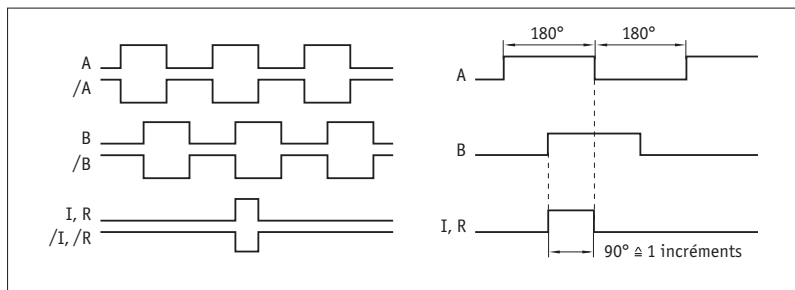 A
/A
B
/B
I, R
/I, /R
180° 180°
A
B
I, R
90° ≙ 1 incréments